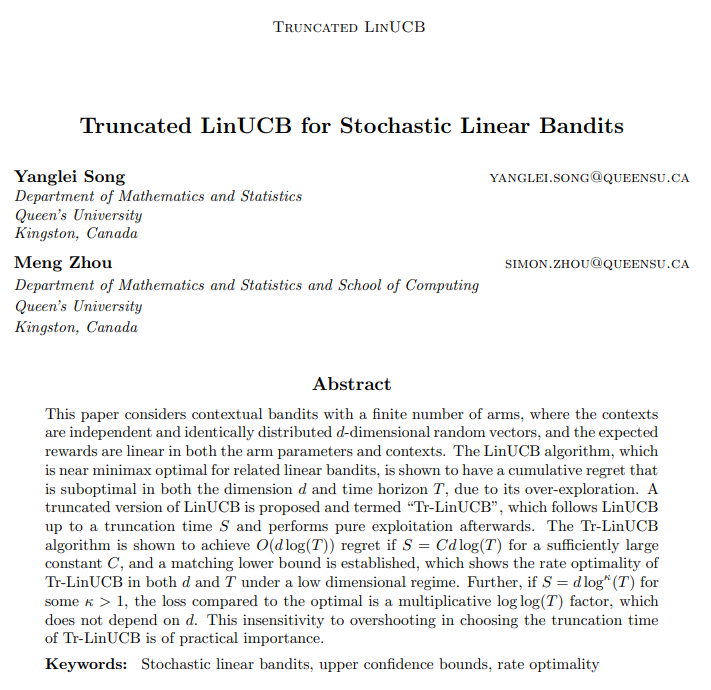 Truncated LinUCB
Truncated LinUCB for Stochastic Linear Bandits
Yanglei Song yanglei.song@queensu.ca
Department of Mathematics and Statistics
Queen's University
Kingston, Canada
Meng Zhou simon.zhou@queensu.ca
Department of Mathematics and Statistics and School of Computing
Queen's University
Kingston, Canada
Abstract
This paper considers contextual bandits with a finite number of arms, where the contexts
are independent and identically distributed d-dimensional random vectors, and the expected
rewards are linear in both the arm parameters and contexts. The LinUCB algorithm, which
is near minimax optimal for related linear bandits, is shown to have a cumulative regret that
is suboptimal in both the dimension d and time horizon T, due to its over-exploration. A
truncated version of LinUCB is proposed and termed “Tr-LinUCB”, which follows LinUCB
up to a truncation time S and performs pure exploitation afterwards. The Tr-LinUCB
algorithm is shown to achieve O(d log(T)) regret if S = Cd log(T) for a sufficiently large
constant C, and a matching lower bound is established, which shows the rate optimality of
Tr-LinUCB in both d and T under a low dimensional regime. Further, if S = d log^κ(T) for
some κ > 1, the loss compared to the optimal is a multiplicative log log(T) factor, which
does not depend on d. This insensitivity to overshooting in choosing the truncation time
of Tr-LinUCB is of practical importance.
Keywords: Stochastic linear bandits, upper confidence bounds, rate optimality